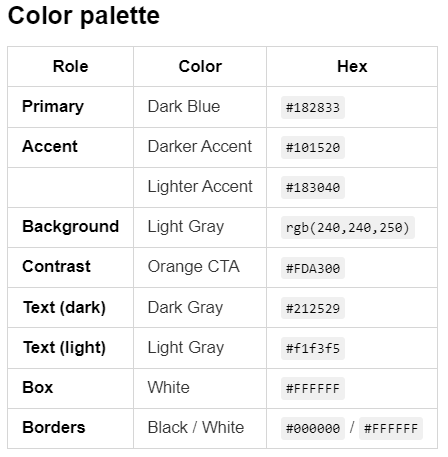 Color palette
Role Color Hex
Primary Dark Blue #182833
Accent Darker Accent #101520
Lighter Accent #183040
Background Light Gray rgb(240,240,250)
Contrast Orange CTA #FDA300
Text (dark) Dark Gray #212529
Text (light) Light Gray #f1f3f5
Box White #FFFFFF
Borders Black / White #000000 / #FFFFFF